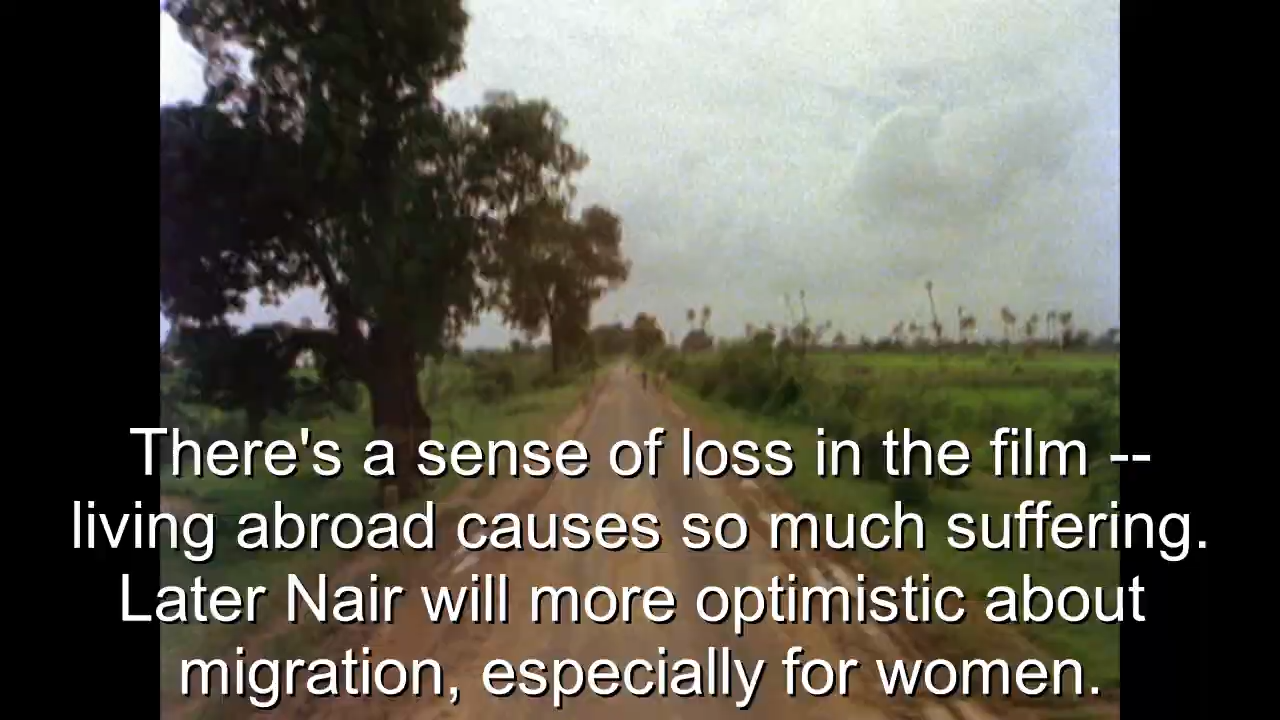 There's a sense of loss in the film --
living abroad causes so much suffering.
Later Nair will more optimistic about
migration, especially for women.